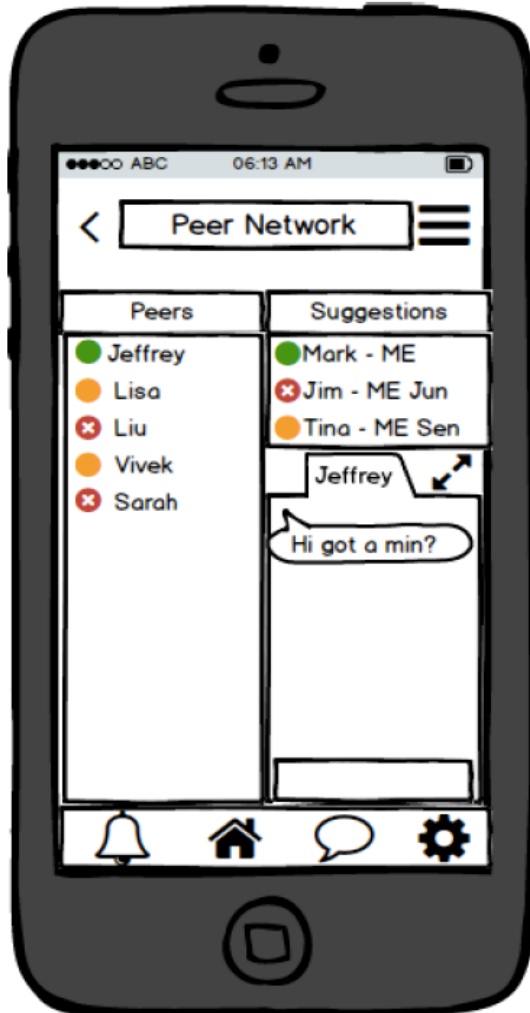 ABC 06:13 AM
Peer Network
Peers
Jeffrey
Lisa
Liu
Vivek
Sarah
Suggestions
Mark - ME
Jim - ME Jun
Tina - ME Sen
Jeffrey
Hi got a min?